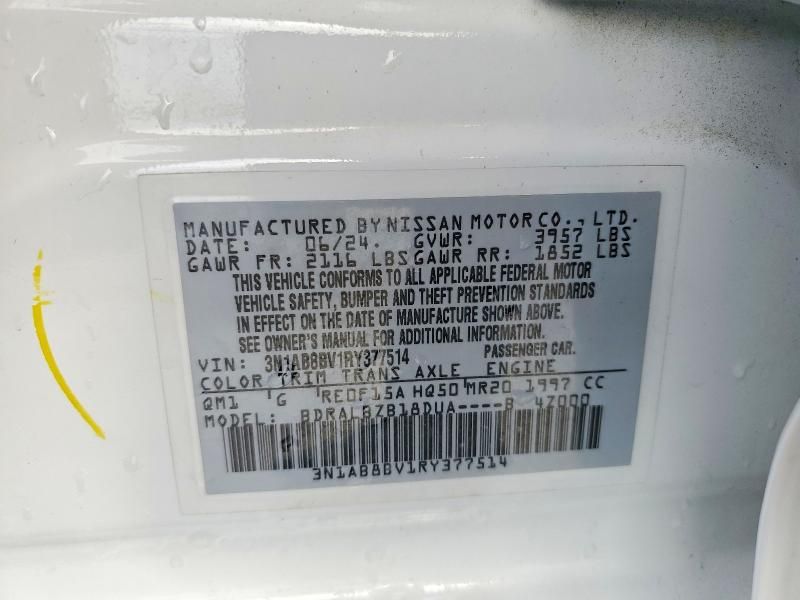 MANUFACTURED BY NISSAN MOTOR CO., LTD.
DATE: 06/24. GVWR: 3957 LBS
GAWR FR: 2116 LBS GAWR RR: 1852 LBS
THIS VEHICLE CONFORMS TO ALL APPLICABLE FEDERAL MOTOR
VEHICLE SAFETY, BUMPER AND THEFT PREVENTION STANDARDS
IN EFFECT ON THE DATE OF MANUFACTURE SHOWN ABOVE.
SEE OWNER'S MANUAL FOR ADDITIONAL INFORMATION.
VIN: 3N1AB8BV1RY377514 PASSENGER CAR.
COLOR TRIM TRANS AXLE ENGINE
QM1 G RE0F15A HQ50 MR20 1997 CC
MODEL: BDRALBZB18DUA----B 4Z000
3N1AB8BV1RY377514